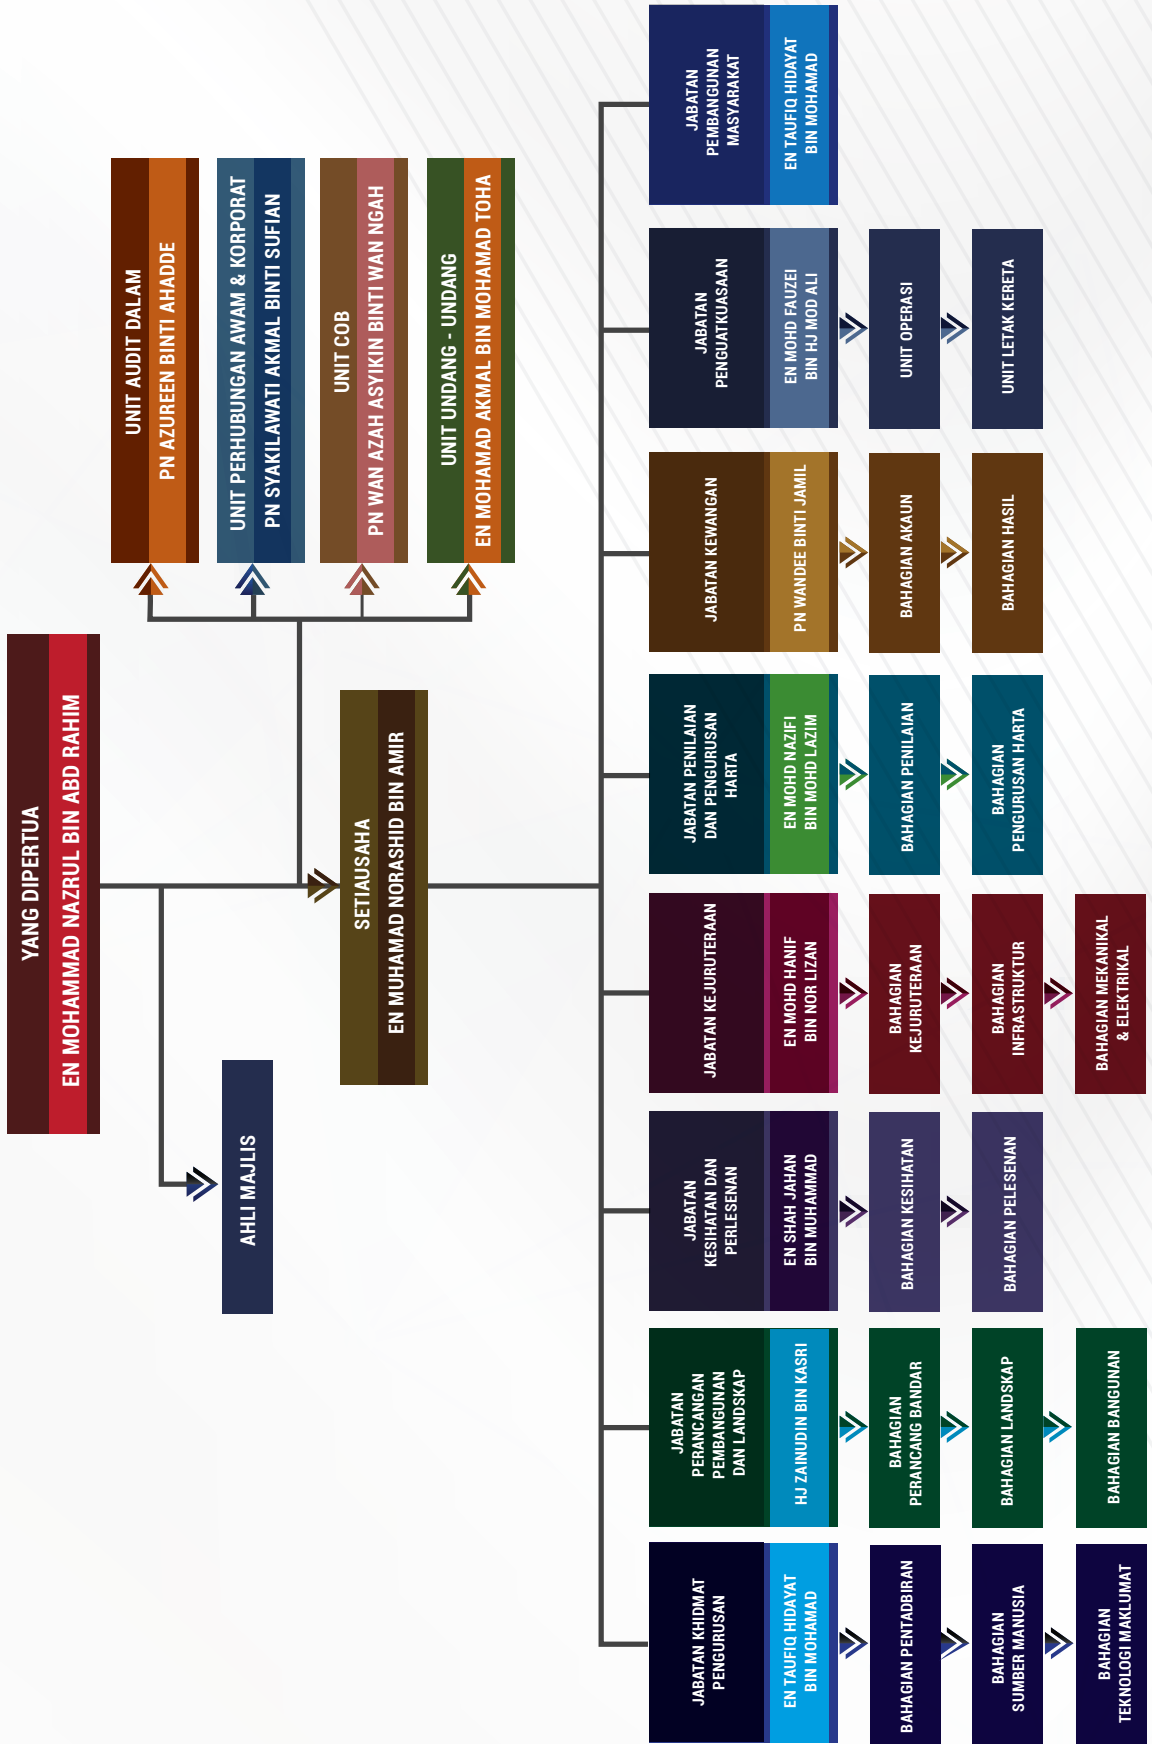 YANG DIPERTUA
EN MOHAMMAD NAZRUL BIN ABD RAHIM
AHLI MAJLIS
UNIT AUDIT DALAM
PN AZUREEN BINTI AHADDE
UNIT PERHUBUNGAN AWAM & KORPORAT
PN SYAKILAWATI AKMAL BINTI SUFIAN
UNIT COB
PN WAN AZAH ASYIKIN BINTI WAN NGAH
UNIT UNDANG - UNDANG
EN MOHAMAD AKMAL BIN MOHAMAD TOHA
SETIAUSAHA
EN MUHAMAD NORASHID BIN AMIR
JABATAN KHIDMAT
PENGURUSAN
EN TAUFIQ HIDAYAT
BIN MOHAMAD
BAHAGIAN PENTADBIRAN
BAHAGIAN
SUMBER MANUSIA
BAHAGIAN
TEKNOLOGI MAKLUMAT
JABATAN
PERANCANGAN
PEMBANGUNAN
DAN LANDSKAP
HJ ZAINUDIN BIN KASRI
BAHAGIAN
PERANCANG BANDAR
BAHAGIAN LANDSKAP
BAHAGIAN BANGUNAN
JABATAN
KESIHATAN DAN
PERLESENAN
EN SHAH JAHAN
BIN MUHAMMAD
BAHAGIAN KESIHATAN
BAHAGIAN PELESENAN
JABATAN KEJURUTERAAN
EN MOHD HANIF
BIN NOR LIZAN
BAHAGIAN
KEJURUTERAAN
BAHAGIAN
INFRASTRUKTUR
BAHAGIAN MEKANIKAL
& ELEKTRIKAL
JABATAN PENILAIAN
DAN PENGURUSAN
HARTA
EN MOHD NAZIFI
BIN MOHD LAZIM
BAHAGIAN PENILAIAN
BAHAGIAN
PENGURUSAN HARTA
JABATAN KEWANGAN
PN WANDEE BINTI JAMIL
BAHAGIAN AKAUN
BAHAGIAN HASIL
JABATAN
PENGUATKUASAAN
EN MOHD FAUZEI
BIN HJ MOD ALI
UNIT OPERASI
UNIT LETAK KERETA
JABATAN
PEMBANGUNAN
MASYARAKAT
EN TAUFIQ HIDAYAT
BIN MOHAMAD